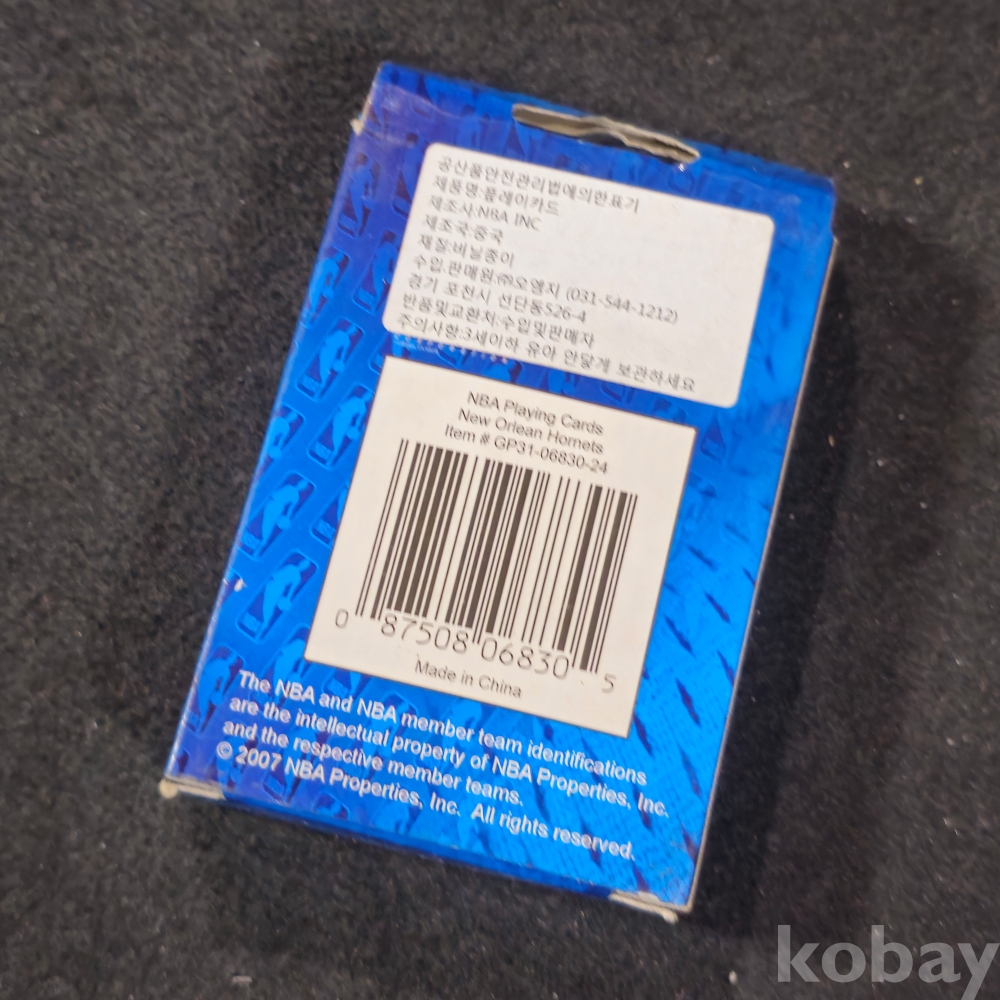 공산품안전관리법에의한표기
제품명:플레이카드
제조사:NBA INC
제조국:중국
재질:비닐종이
수입.판매원:㈜오엘지 (031-544-1212)
경기 포천시 선단동526-4
반품및교환처:수입및판매자
주의사항:3세이하 유아 안닿게 보관하세요
NBA Playing Cards
New Orlean Hornets
Item # GP31-06830-24
0 87508 06830 5
Made in China
The NBA and NBA member team identifications
are the intellectual property of NBA Properties, Inc.
and the respective member teams.
© 2007 NBA Properties, Inc. All rights reserved.
kobay